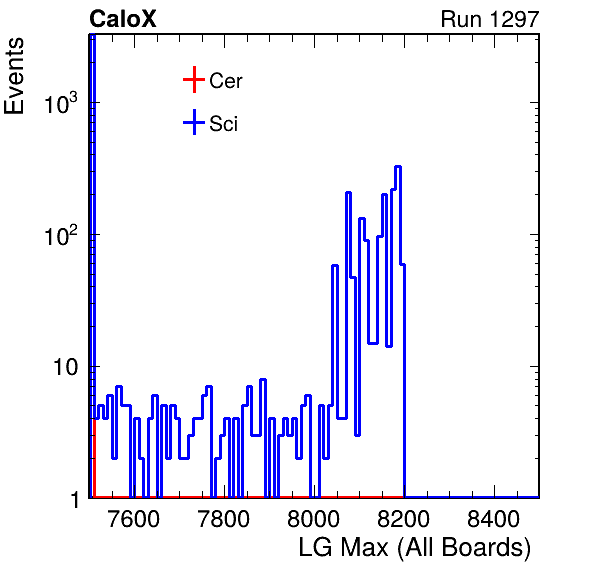 CaloX Run 1297
Events
Cer
Sci
10³
10²
10
1
7600 7800 8000 8200 8400
LG Max (All Boards)